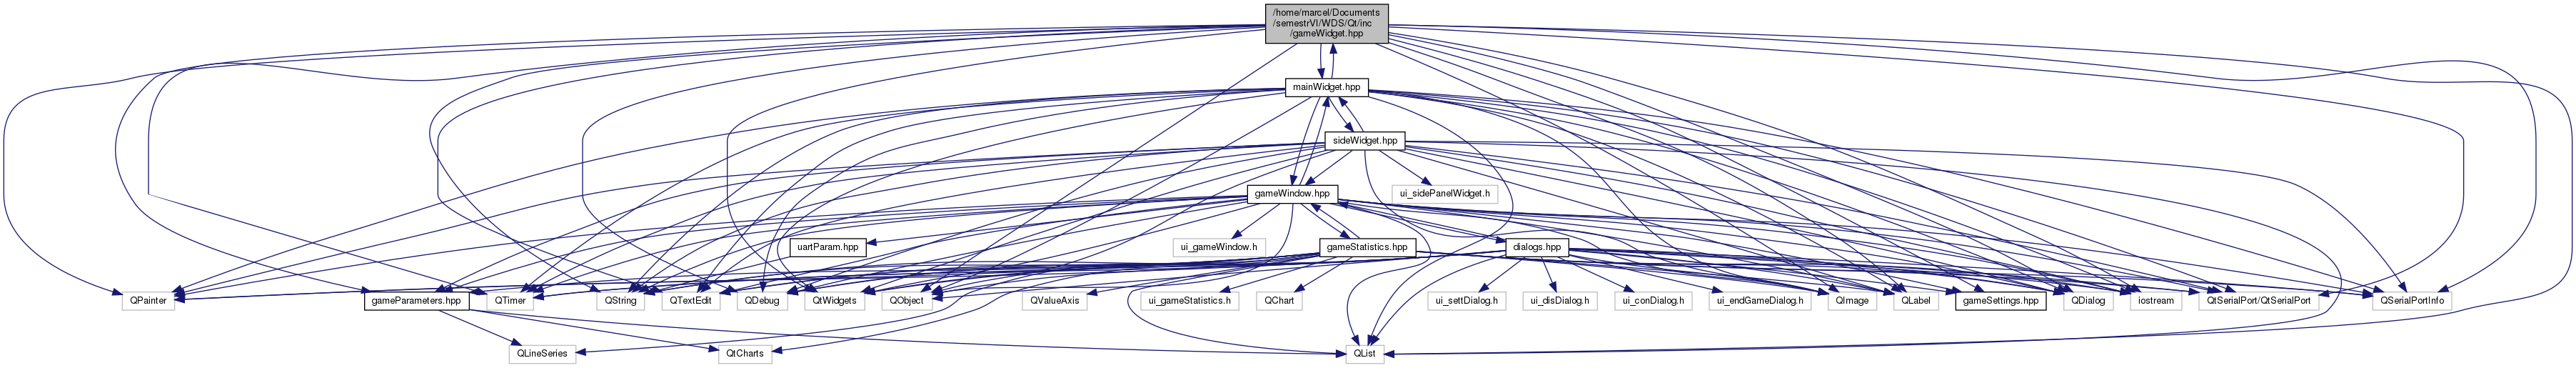 /home/marcel/Documents
/semestrVI/WDS/Qt/inc
/gameWidget.hpp
mainWidget.hpp
sideWidget.hpp
gameWindow.hpp
ui_sidePanelWidget.h
uartParam.hpp
ui_gameWindow.h
gameStatistics.hpp
dialogs.hpp
QPainter
gameParameters.hpp
QTimer
QString
QTextEdit
QDebug
QtWidgets
QObject
QValueAxis
ui_gameStatistics.h
QChart
ui_settDialog.h
ui_disDialog.h
ui_conDialog.h
ui_endGameDialog.h
QImage
QLabel
gameSettings.hpp
QDialog
iostream
QtSerialPort/QtSerialPort
QSerialPortInfo
QLineSeries
QtCharts
QList